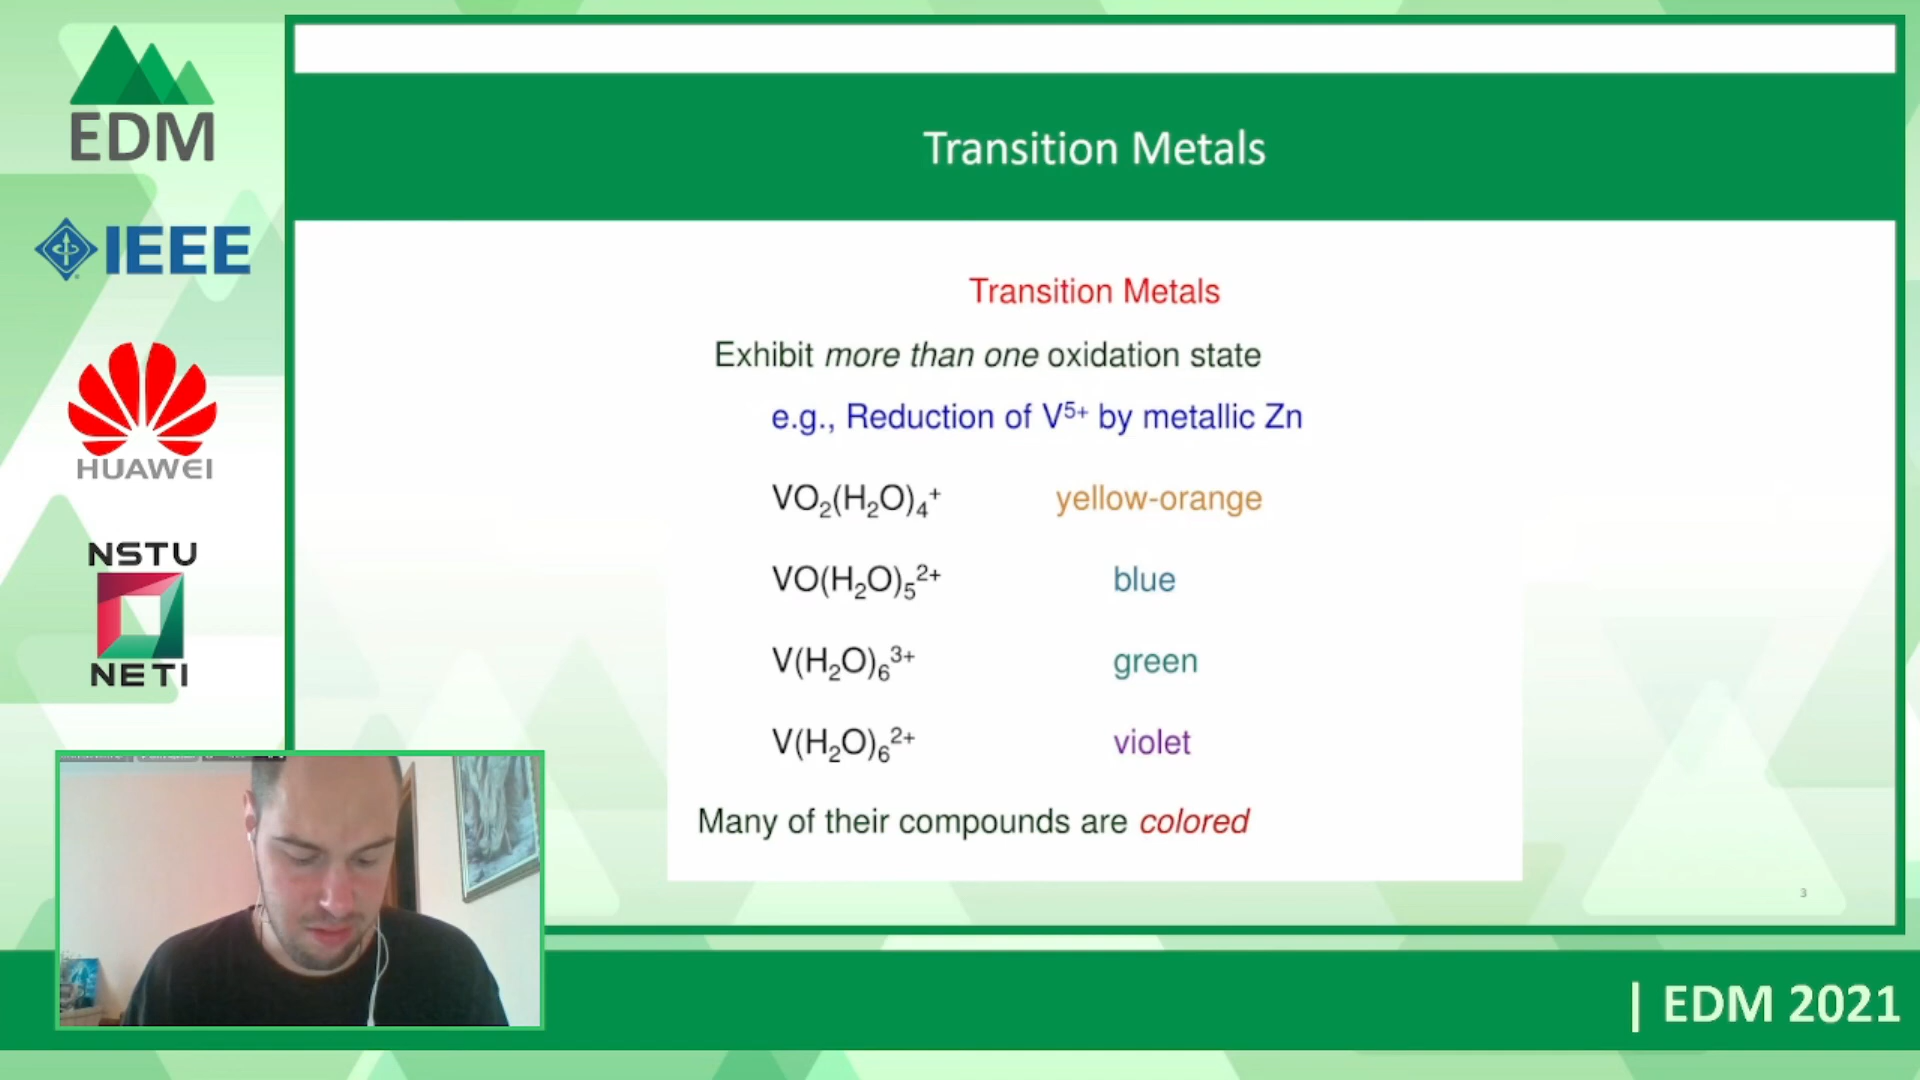 EDM
IEEE
HUAWEI
NSTU
NETI
Transition Metals
Transition Metals
Exhibit more than one oxidation state
e.g., Reduction of V⁵⁺ by metallic Zn
VO₂(H₂O)₄⁺ yellow-orange
VO(H₂O)₅²⁺ blue
V(H₂O)₆³⁺ green
V(H₂O)₆²⁺ violet
Many of their compounds are colored
3
| EDM 2021